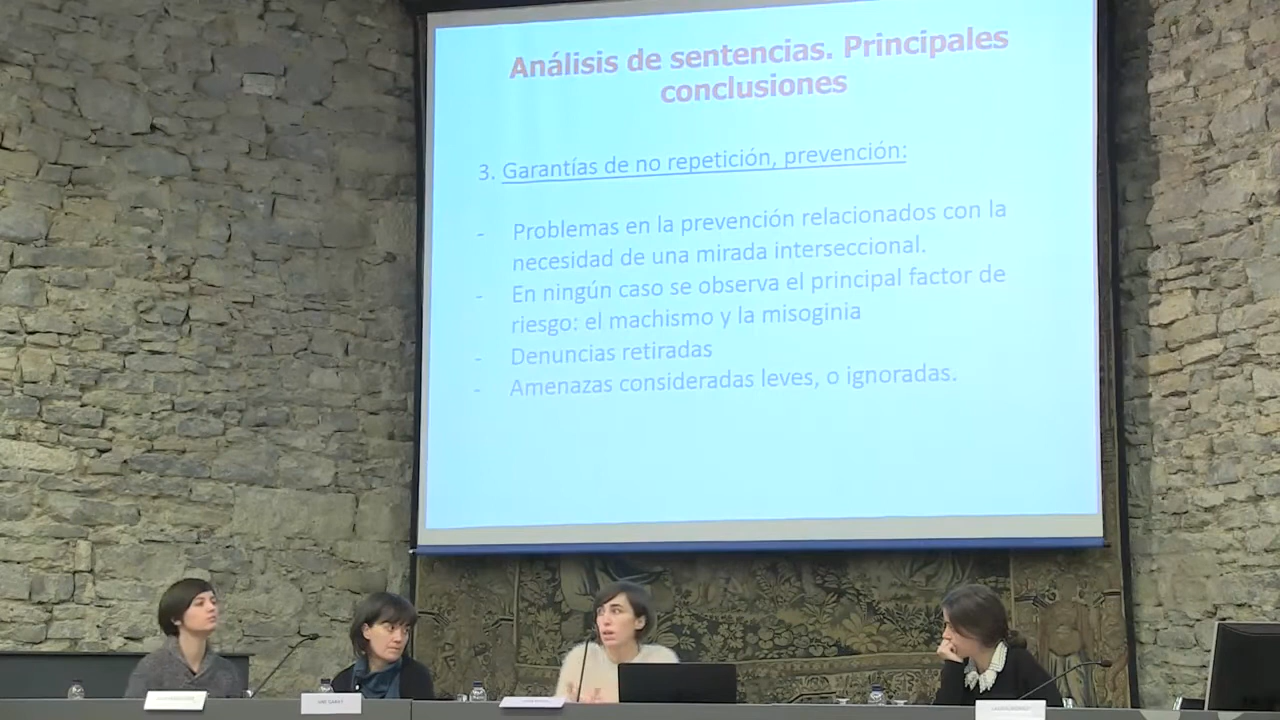 Análisis de sentencias. Principales
conclusiones
3. Garantías de no repetición, prevención:
- Problemas en la prevención relacionados con la
necesidad de una mirada interseccional.
- En ningún caso se observa el principal factor de
riesgo: el machismo y la misoginia
- Denuncias retiradas
- Amenazas consideradas leves, o ignoradas.